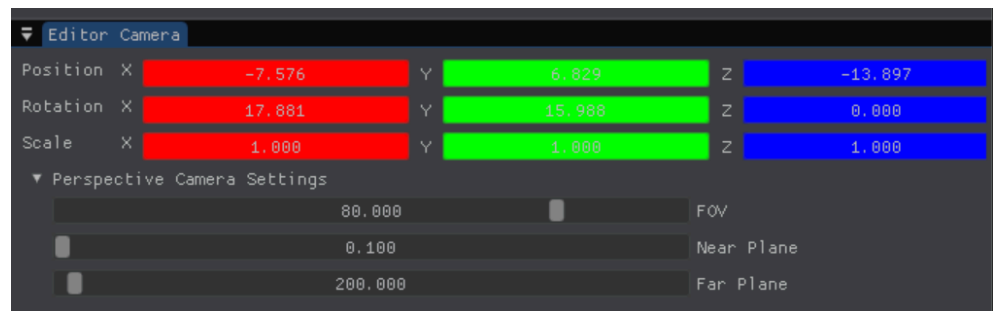 Editor Camera
Position X -7.576 Y 6.829 Z -13.897
Rotation X 17.881 Y 15.988 Z 0.000
Scale X 1.000 Y 1.000 Z 1.000
Perspective Camera Settings
80.000 FOV
0.100 Near Plane
200.000 Far Plane